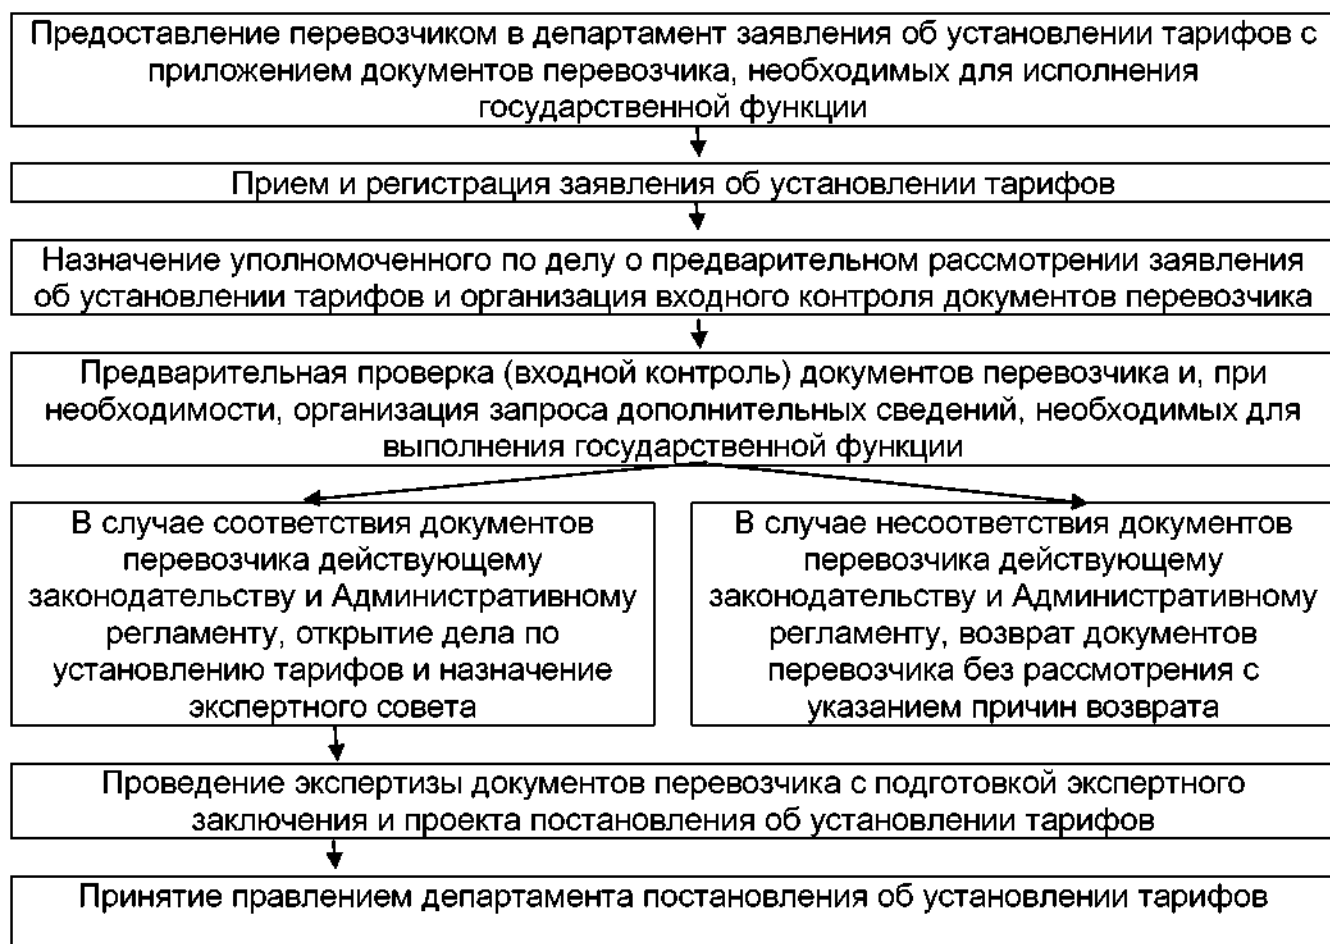 Предоставление перевозчиком в департамент заявления об установлении тарифов с
приложением документов перевозчика, необходимых для исполнения
государственной функции
Прием и регистрация заявления об установлении тарифов
Назначение уполномоченного по делу о предварительном рассмотрении заявления
об установлении тарифов и организация входного контроля документов перевозчика
Предварительная проверка (входной контроль) документов перевозчика и, при
необходимости, организация запроса дополнительных сведений, необходимых для
выполнения государственной функции
В случае соответствия документов
перевозчика действующему
законодательству и Административному
регламенту, открытие дела по
установлению тарифов и назначение
экспертного совета
В случае несоответствия документов
перевозчика действующему
законодательству и Административному
регламенту, возврат документов
перевозчика без рассмотрения с
указанием причин возврата
Проведение экспертизы документов перевозчика с подготовкой экспертного
заключения и проекта постановления об установлении тарифов
Принятие правлением департамента постановления об установлении тарифов